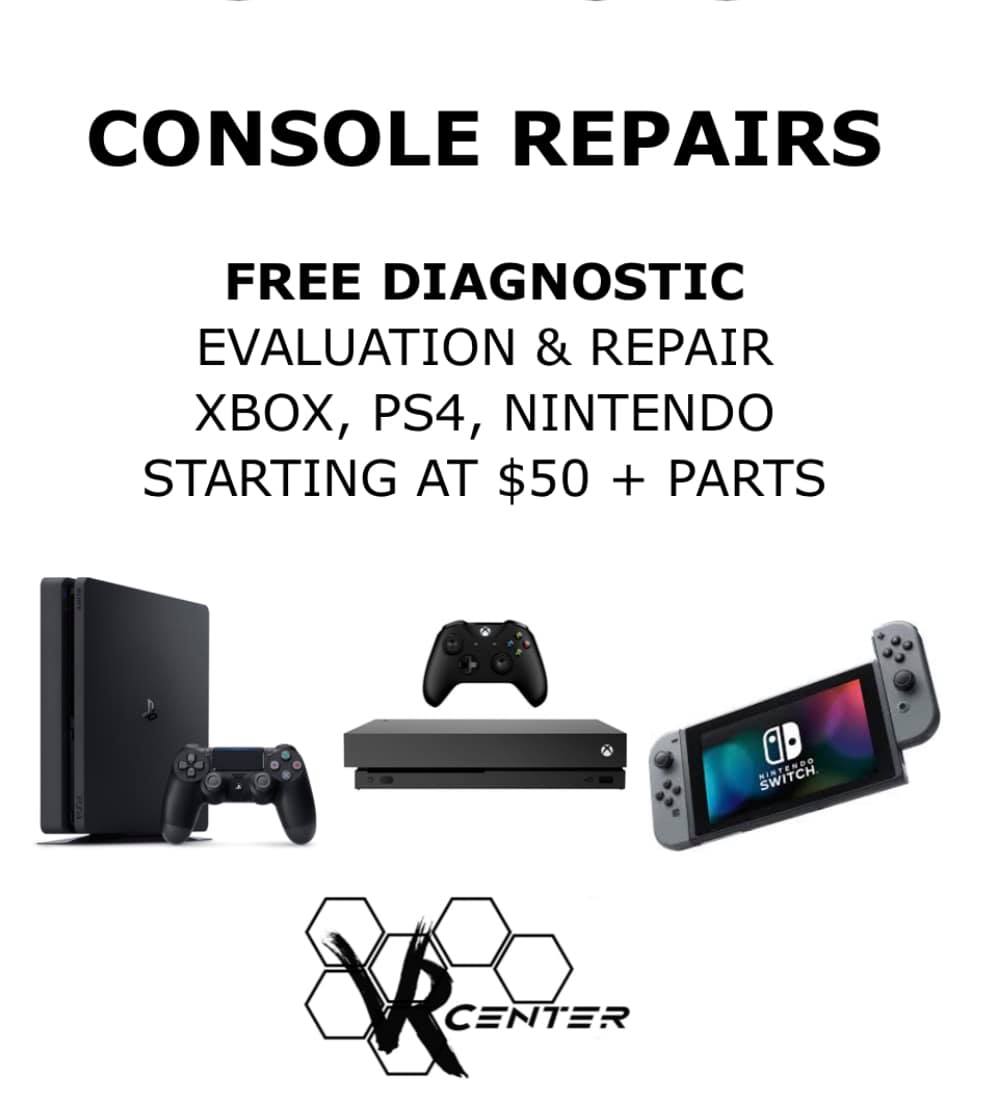 CONSOLE REPAIRS
FREE DIAGNOSTIC
EVALUATION & REPAIR
XBOX, PS4, NINTENDO
STARTING AT $50 + PARTS
NINTENDO
SWITCH
VR CENTER